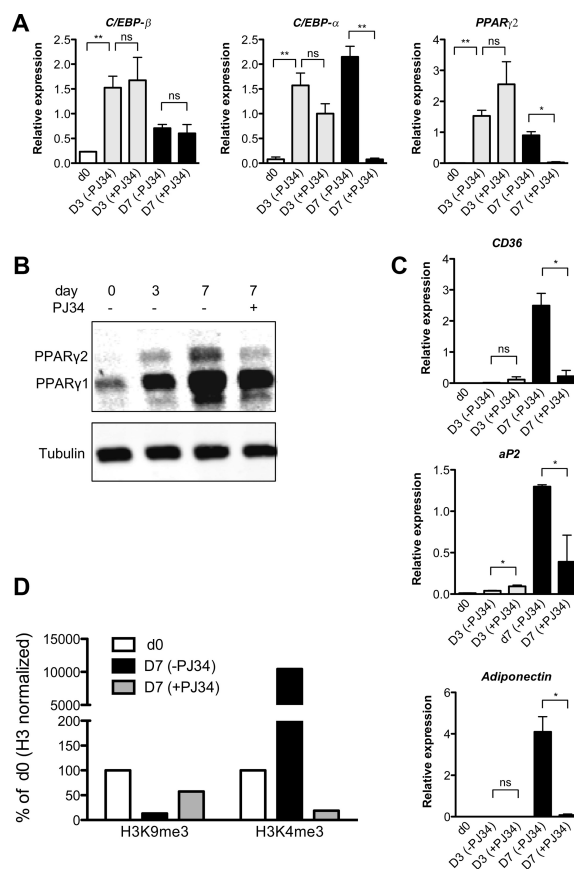 A
C/EBP-β
Relative expression
2.5
2.0
1.5
1.0
0.5
0.0
**
ns
ns
d0
D3 (-PJ34)
D3 (+PJ34)
D7 (-PJ34)
D7 (+PJ34)
C/EBP-α
Relative expression
2.5
2.0
1.5
1.0
0.5
0.0
**
ns
**
d0
D3 (-PJ34)
D3 (+PJ34)
D7 (-PJ34)
D7 (+PJ34)
PPARγ2
Relative expression
4
3
2
1
0
**
ns
*
d0
D3 (-PJ34)
D3 (+PJ34)
D7 (-PJ34)
D7 (+PJ34)
B
day 0 3 7 7
PJ34 - - - +
PPARγ2
PPARγ1
Tubulin
C
CD36
Relative expression
4
3
2
1
0
ns
*
d0
D3 (-PJ34)
D3 (+PJ34)
D7 (-PJ34)
D7 (+PJ34)
aP2
Relative expression
1.5
1.0
0.5
0.0
*
*
d0
D3 (-PJ34)
D3 (+PJ34)
d7 (-PJ34)
D7 (+PJ34)
Adiponectin
Relative expression
6
4
2
0
ns
*
d0
D3 (-PJ34)
D3 (+PJ34)
D7 (-PJ34)
D7 (+PJ34)
D
% of d0 (H3 normalized)
15000
10000
5000
200
150
100
50
0
d0
D7 (-PJ34)
D7 (+PJ34)
H3K9me3 H3K4me3